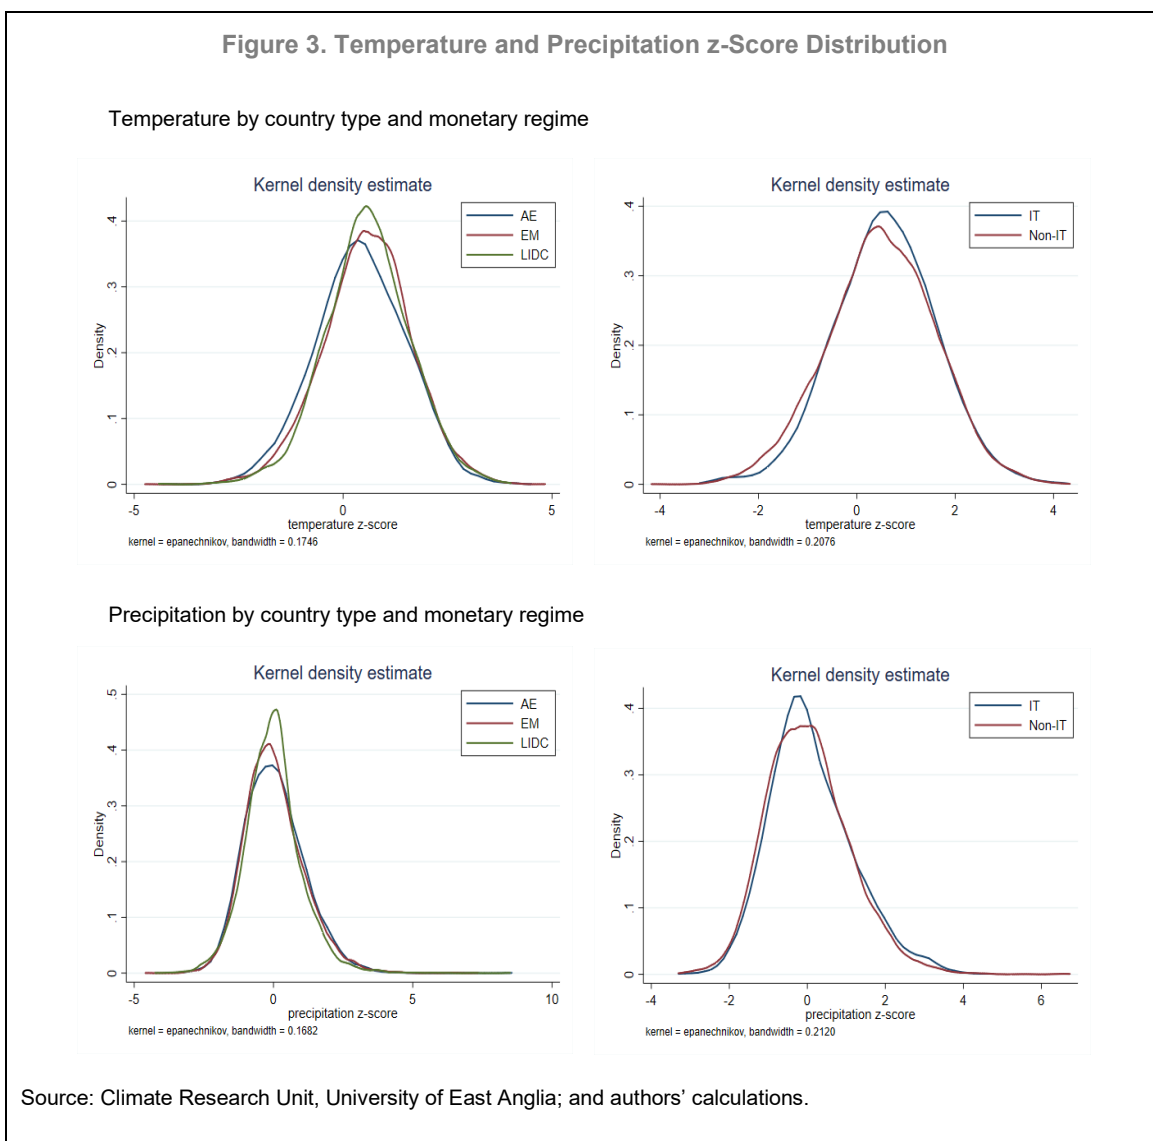 Figure 3. Temperature and Precipitation z-Score Distribution
Temperature by country type and monetary regime
Kernel density estimate
AE
EM
LIDC
Density
0 .1 .2 .3 .4
-5 0 5
temperature z-score
kernel = epanechnikov, bandwidth = 0.1746
Kernel density estimate
IT
Non-IT
Density
0 .1 .2 .3 .4
-4 -2 0 2 4
temperature z-score
kernel = epanechnikov, bandwidth = 0.2076
Precipitation by country type and monetary regime
Kernel density estimate
AE
EM
LIDC
Density
0 .1 .2 .3 .4 .5
-5 0 5 10
precipitation z-score
kernel = epanechnikov, bandwidth = 0.1682
Kernel density estimate
IT
Non-IT
Density
0 .1 .2 .3 .4
-4 -2 0 2 4 6
precipitation z-score
kernel = epanechnikov, bandwidth = 0.2120
Source: Climate Research Unit, University of East Anglia; and authors’ calculations.